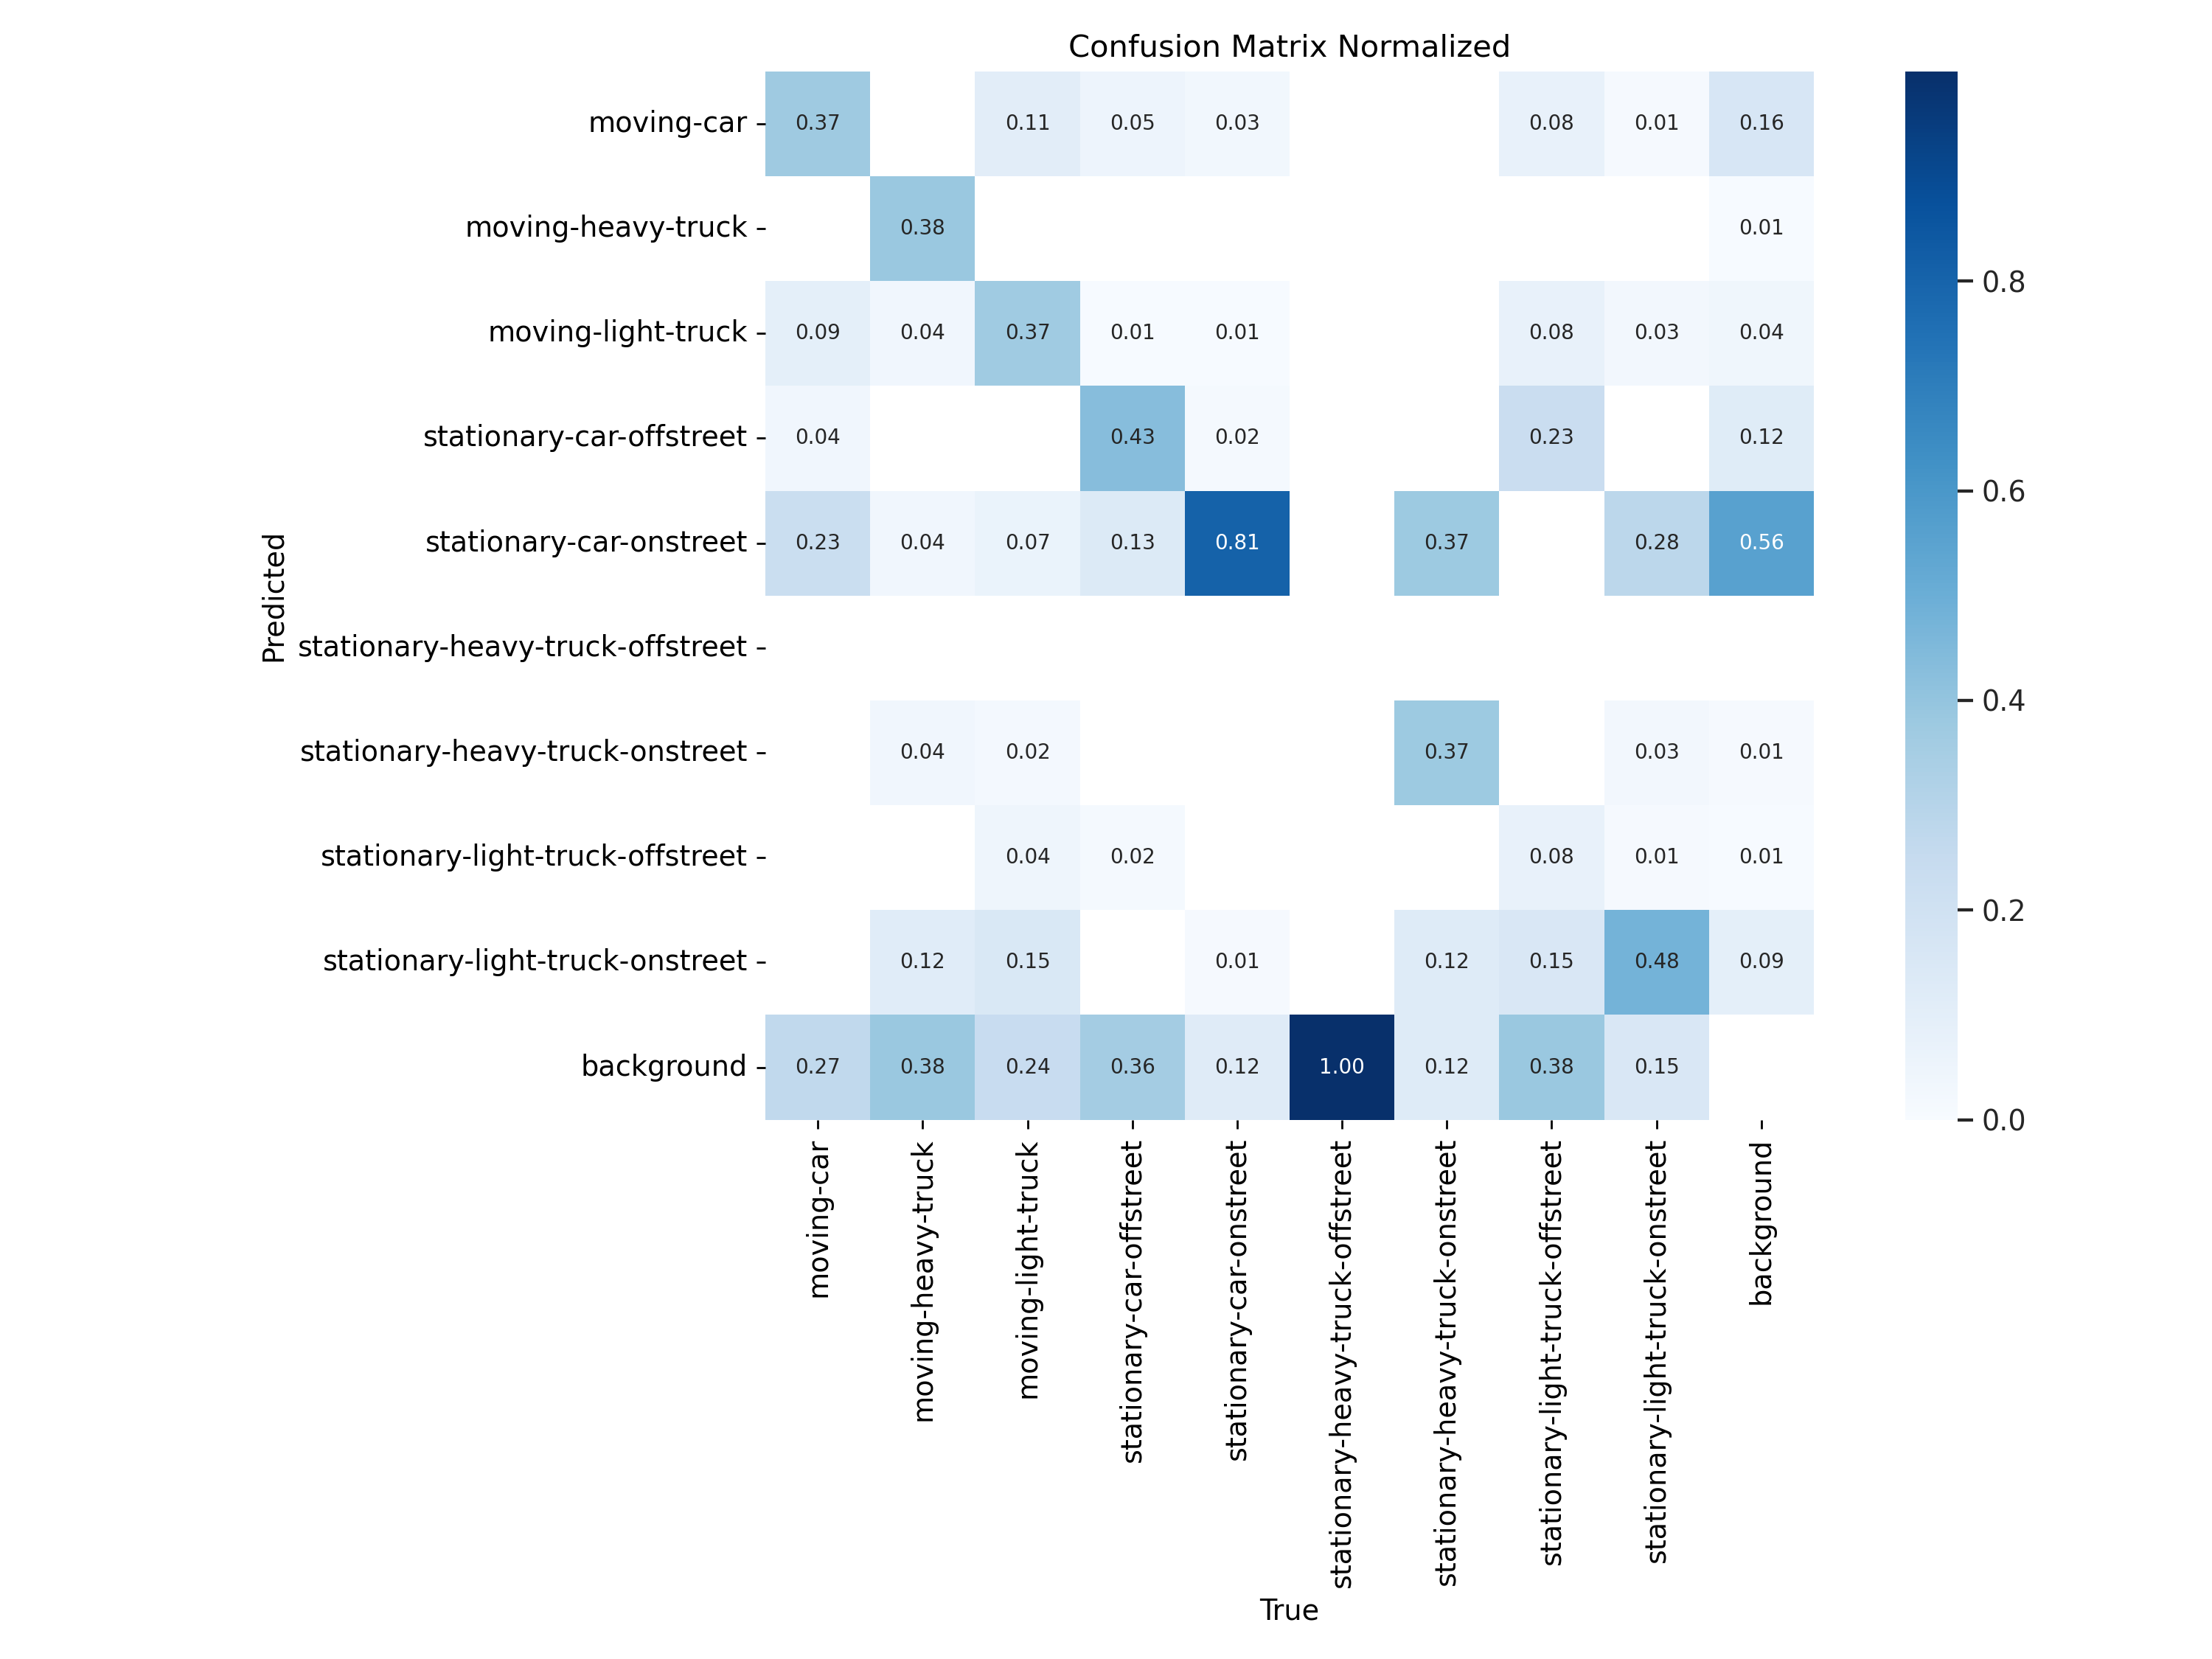 Confusion Matrix Normalized
moving-car 0.37 0.11 0.05 0.03 0.08 0.01 0.16
moving-heavy-truck 0.38 0.01
moving-light-truck 0.09 0.04 0.37 0.01 0.01 0.08 0.03 0.04
stationary-car-offstreet 0.04 0.43 0.02 0.23 0.12
stationary-car-onstreet 0.23 0.04 0.07 0.13 0.81 0.37 0.28 0.56
stationary-heavy-truck-offstreet
stationary-heavy-truck-onstreet 0.04 0.02 0.37 0.03 0.01
stationary-light-truck-offstreet 0.04 0.02 0.08 0.01 0.01
stationary-light-truck-onstreet 0.12 0.15 0.01 0.12 0.15 0.48 0.09
background 0.27 0.38 0.24 0.36 0.12 1.00 0.12 0.38 0.15
Predicted
moving-car
moving-heavy-truck
moving-light-truck
stationary-car-offstreet
stationary-car-onstreet
stationary-heavy-truck-offstreet
stationary-heavy-truck-onstreet
stationary-light-truck-offstreet
stationary-light-truck-onstreet
background
True
0.8
0.6
0.4
0.2
0.0